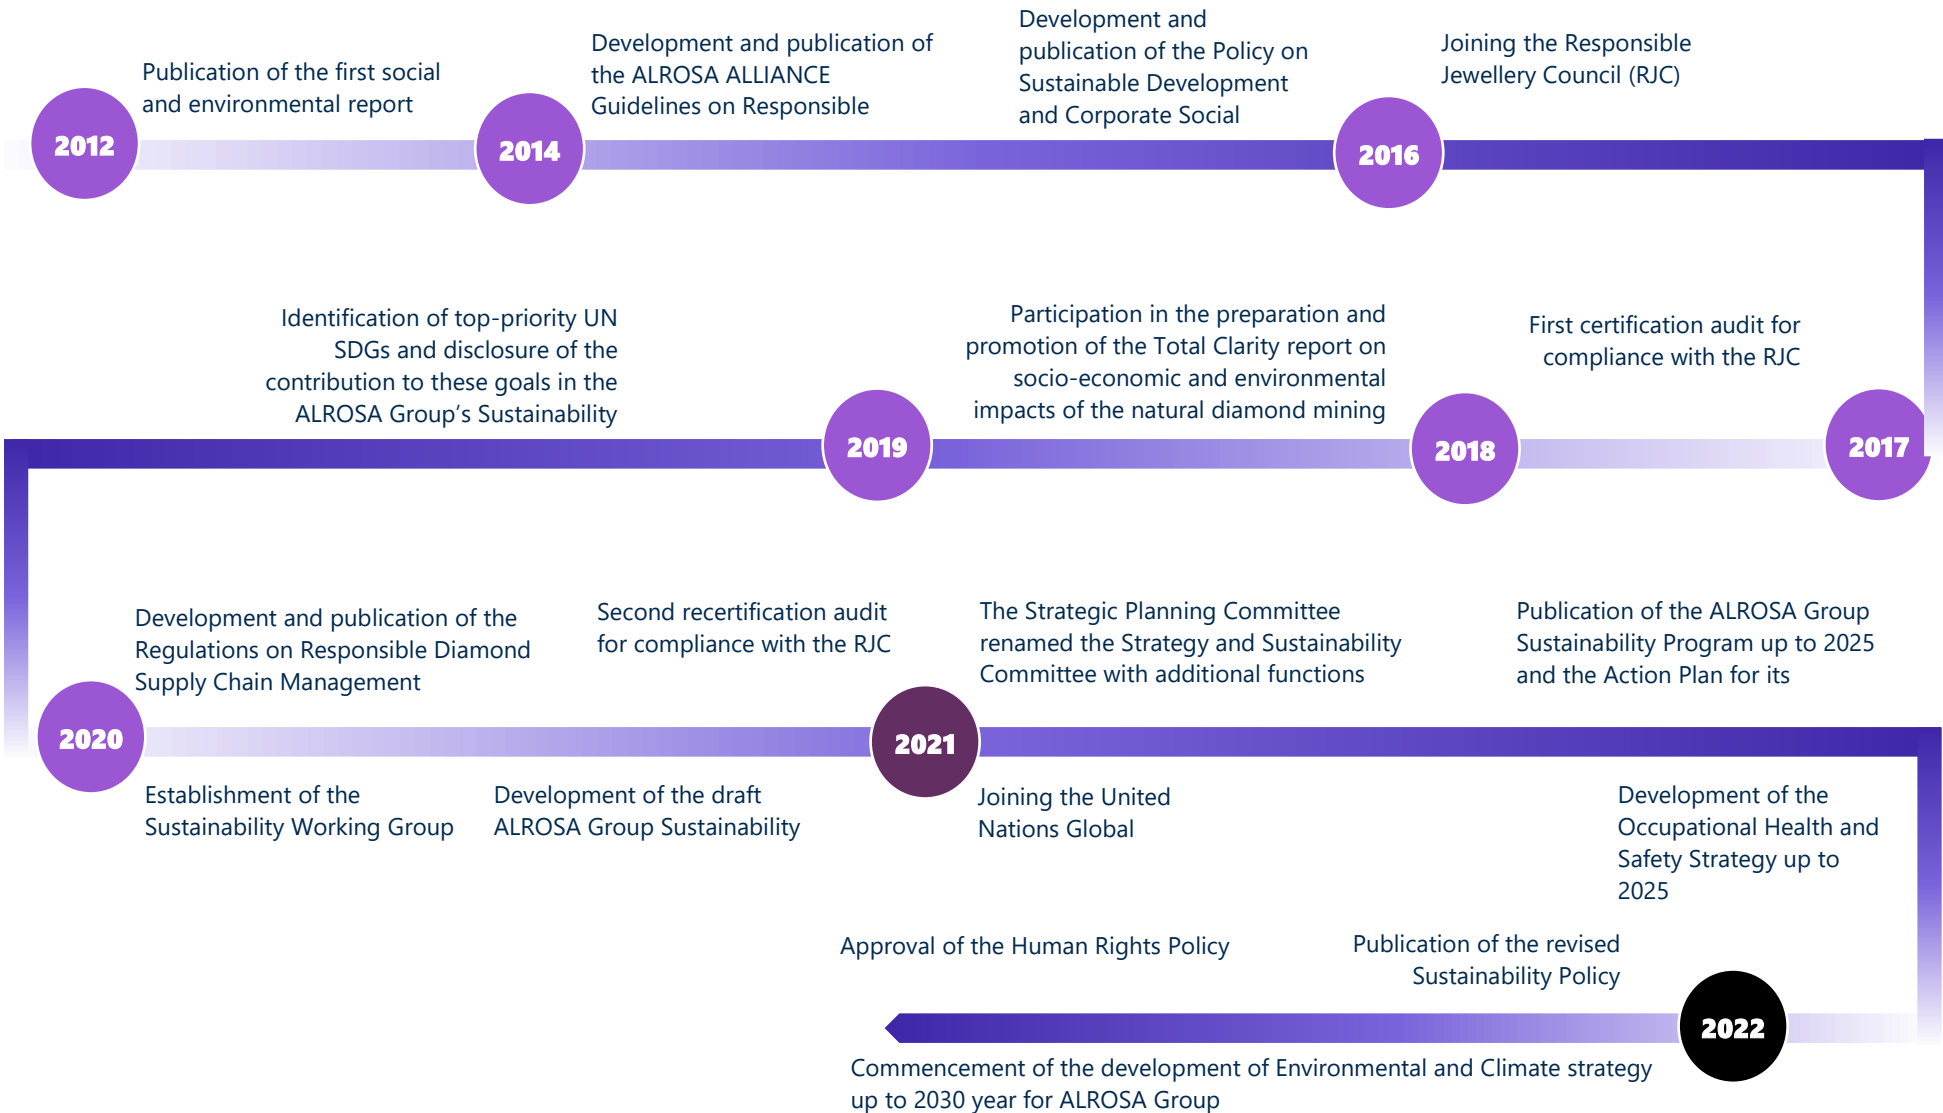 2012
Publication of the first social
and environmental report
2014
Development and publication of
the ALROSA ALLIANCE
Guidelines on Responsible
Development and
publication of the Policy on
Sustainable Development
and Corporate Social
2016
Joining the Responsible
Jewellery Council (RJC)
2017
First certification audit for
compliance with the RJC
2018
Participation in the preparation and
promotion of the Total Clarity report on
socio-economic and environmental
impacts of the natural diamond mining
2019
Identification of top-priority UN
SDGs and disclosure of the
contribution to these goals in the
ALROSA Group’s Sustainability
2020
Development and publication of the
Regulations on Responsible Diamond
Supply Chain Management
Second recertification audit
for compliance with the RJC
Establishment of the
Sustainability Working Group
Development of the draft
ALROSA Group Sustainability
2021
The Strategic Planning Committee
renamed the Strategy and Sustainability
Committee with additional functions
Publication of the ALROSA Group
Sustainability Program up to 2025
and the Action Plan for its
Joining the United
Nations Global
Development of the
Occupational Health and
Safety Strategy up to
2025
2022
Publication of the revised
Sustainability Policy
Approval of the Human Rights Policy
Commencement of the development of Environmental and Climate strategy
up to 2030 year for ALROSA Group